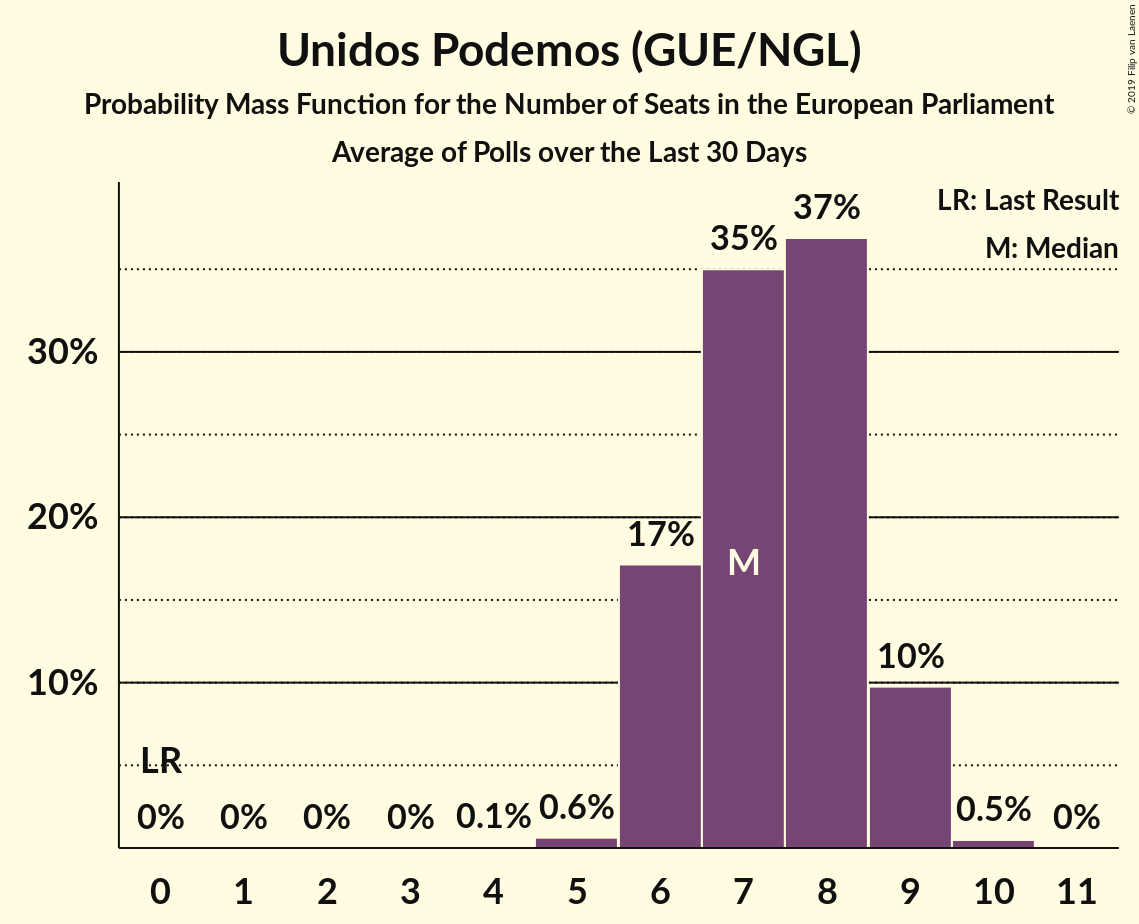 Unidos Podemos (GUE/NGL)
Probability Mass Function for the Number of Seats in the European Parliament
Average of Polls over the Last 30 Days
© 2019 Filip van Laenen
LR: Last Result
M: Median
37%
35%
30%
20%
17%
M
10%
10%
LR
0% 0% 0% 0% 0.1% 0.6% 0.5% 0%
0 1 2 3 4 5 6 7 8 9 10 11